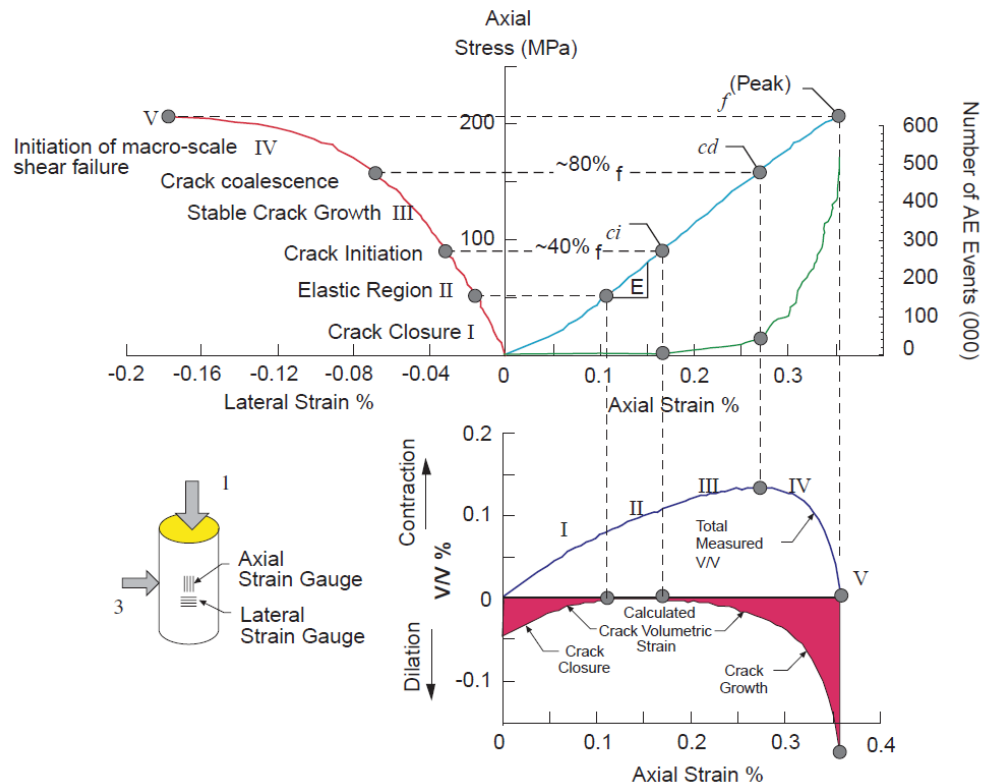 Axial
Stress (MPa)
f (Peak)
V
200
600
Initiation of macro-scale IV
shear failure
cd
~80% f
500
Crack coalescence
Stable Crack Growth III
400
100
ci
300
Crack Initiation
~40% f
200
Elastic Region II
E
100
Crack Closure I
0
Number of AE Events (000)
-0.2 -0.16 -0.12 -0.08 -0.04 0 0.1 0.2 0.3
Lateral Strain %
Axial Strain %
0.2
Contraction
III
IV
II
0.1
I
Total
Measured
V/V
V/V %
V
1
0
Axial
Strain Gauge
3
Lateral
Strain Gauge
Calculated
Crack Volumetric
Strain
Crack
Closure
Dilation
-0.1
Crack
Growth
0 0.1 0.2 0.3 0.4
Axial Strain %